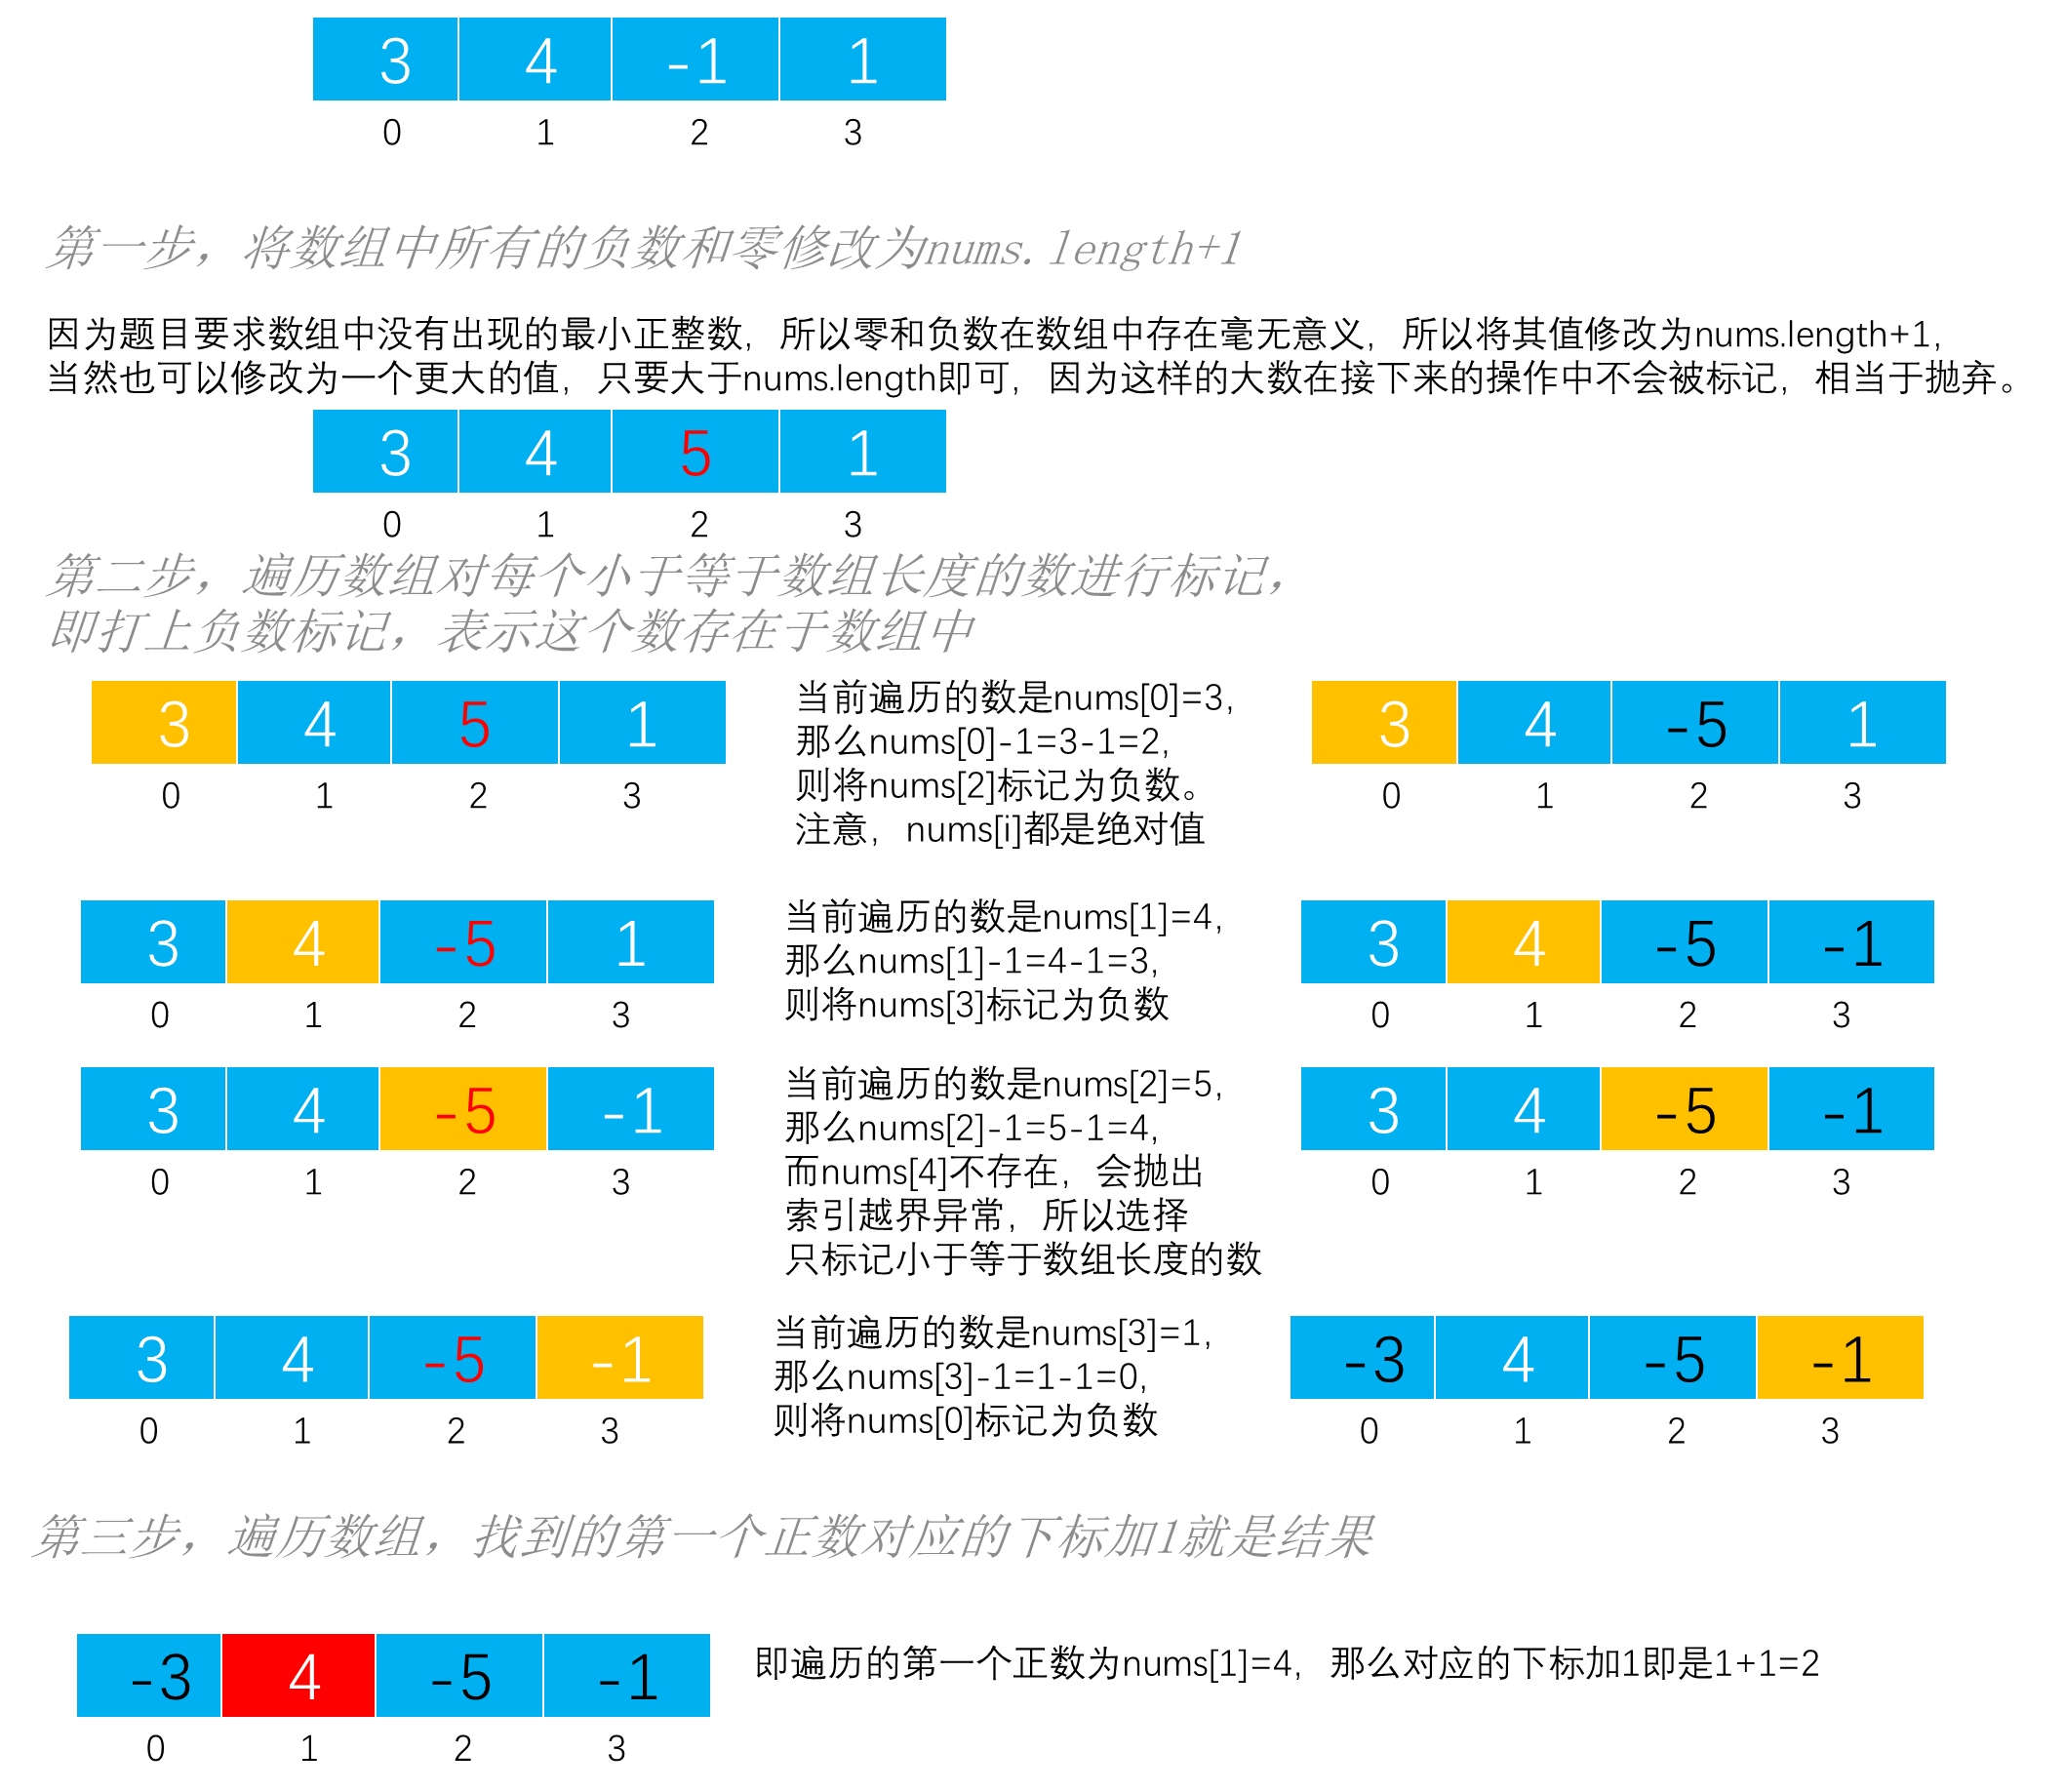 3 4 -1 1
0 1 2 3
第一步，将数组中所有的负数和零修改为nums.length+1
因为题目要求数组中没有出现的最小正整数，所以零和负数在数组中存在毫无意义，所以将其值修改为nums.length+1，
当然也可以修改为一个更大的值，只要大于nums.length即可，因为这样的大数在接下来的操作中不会被标记，相当于抛弃。
3 4 5 1
0 1 2 3
第二步，遍历数组对每个小于等于数组长度的数进行标记，
即打上负数标记，表示这个数存在于数组中
3 4 5 1
0 1 2 3
当前遍历的数是nums[0]=3，
那么nums[0]-1=3-1=2，
则将nums[2]标记为负数。
注意，nums[i]都是绝对值
3 4 -5 1
0 1 2 3
3 4 -5 1
0 1 2 3
当前遍历的数是nums[1]=4，
那么nums[1]-1=4-1=3，
则将nums[3]标记为负数
3 4 -5 -1
0 1 2 3
3 4 -5 -1
0 1 2 3
当前遍历的数是nums[2]=5，
那么nums[2]-1=5-1=4，
而nums[4]不存在，会抛出
索引越界异常，所以选择
只标记小于等于数组长度的数
3 4 -5 -1
0 1 2 3
3 4 -5 -1
0 1 2 3
当前遍历的数是nums[3]=1，
那么nums[3]-1=1-1=0，
则将nums[0]标记为负数
-3 4 -5 -1
0 1 2 3
第三步，遍历数组，找到的第一个正数对应的下标加1就是结果
-3 4 -5 -1
0 1 2 3
即遍历的第一个正数为nums[1]=4，那么对应的下标加1即是1+1=2